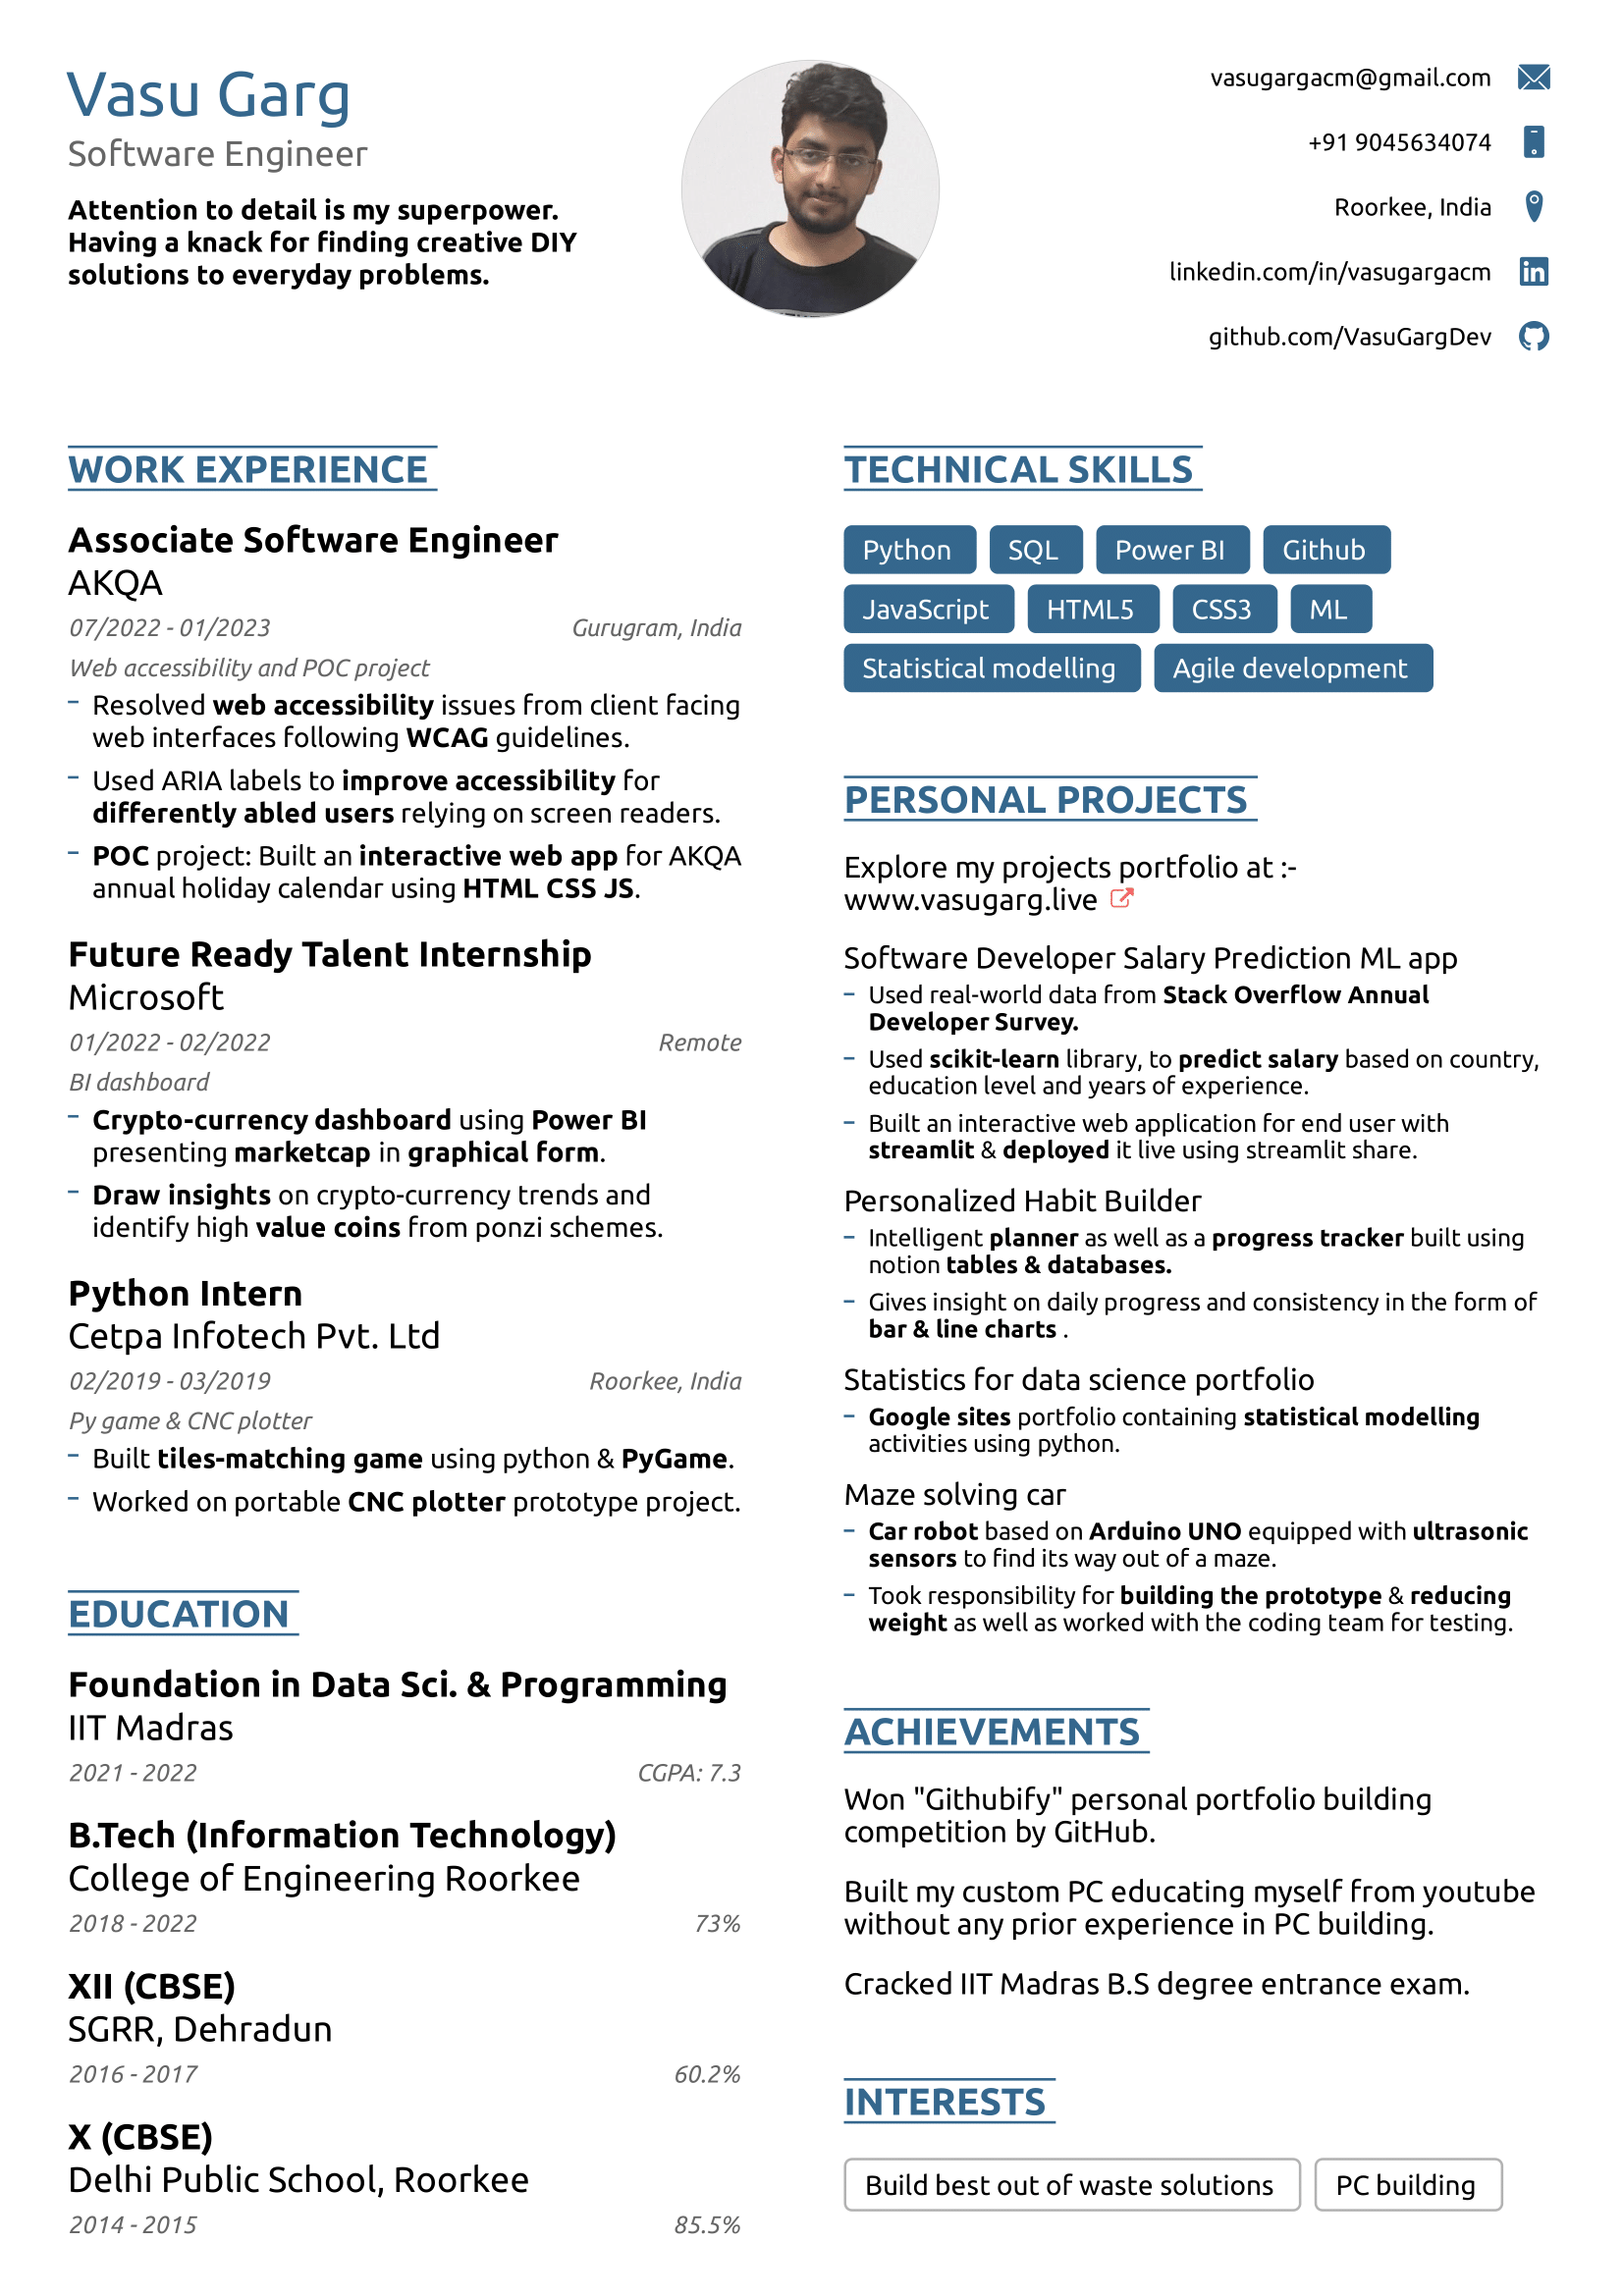 Vasu Garg
Software Engineer
Attention to detail is my superpower.
Having a knack for finding creative DIY
solutions to everyday problems.
vasugargacm@gmail.com
+91 9045634074
Roorkee, India
linkedin.com/in/vasugargacm
github.com/VasuGargDev
WORK EXPERIENCE
Associate Software Engineer
AKQA
07/2022 - 01/2023 Gurugram, India
Web accessibility and POC project
– Resolved web accessibility issues from client facing
web interfaces following WCAG guidelines.
– Used ARIA labels to improve accessibility for
differently abled users relying on screen readers.
– POC project: Built an interactive web app for AKQA
annual holiday calendar using HTML CSS JS.
Future Ready Talent Internship
Microsoft
01/2022 - 02/2022 Remote
BI dashboard
– Crypto-currency dashboard using Power BI
presenting marketcap in graphical form.
– Draw insights on crypto-currency trends and
identify high value coins from ponzi schemes.
Python Intern
Cetpa Infotech Pvt. Ltd
02/2019 - 03/2019 Roorkee, India
Py game & CNC plotter
– Built tiles-matching game using python & PyGame.
– Worked on portable CNC plotter prototype project.
EDUCATION
Foundation in Data Sci. & Programming
IIT Madras
2021 - 2022 CGPA: 7.3
B.Tech (Information Technology)
College of Engineering Roorkee
2018 - 2022 73%
XII (CBSE)
SGRR, Dehradun
2016 - 2017 60.2%
X (CBSE)
Delhi Public School, Roorkee
2014 - 2015 85.5%
TECHNICAL SKILLS
Python SQL Power BI Github
JavaScript HTML5 CSS3 ML
Statistical modelling Agile development
PERSONAL PROJECTS
Explore my projects portfolio at :-
www.vasugarg.live
Software Developer Salary Prediction ML app
– Used real-world data from Stack Overflow Annual
Developer Survey.
– Used scikit-learn library, to predict salary based on country,
education level and years of experience.
– Built an interactive web application for end user with
streamlit & deployed it live using streamlit share.
Personalized Habit Builder
– Intelligent planner as well as a progress tracker built using
notion tables & databases.
– Gives insight on daily progress and consistency in the form of
bar & line charts .
Statistics for data science portfolio
– Google sites portfolio containing statistical modelling
activities using python.
Maze solving car
– Car robot based on Arduino UNO equipped with ultrasonic
sensors to find its way out of a maze.
– Took responsibility for building the prototype & reducing
weight as well as worked with the coding team for testing.
ACHIEVEMENTS
Won "Githubify" personal portfolio building
competition by GitHub.
Built my custom PC educating myself from youtube
without any prior experience in PC building.
Cracked IIT Madras B.S degree entrance exam.
INTERESTS
Build best out of waste solutions PC building